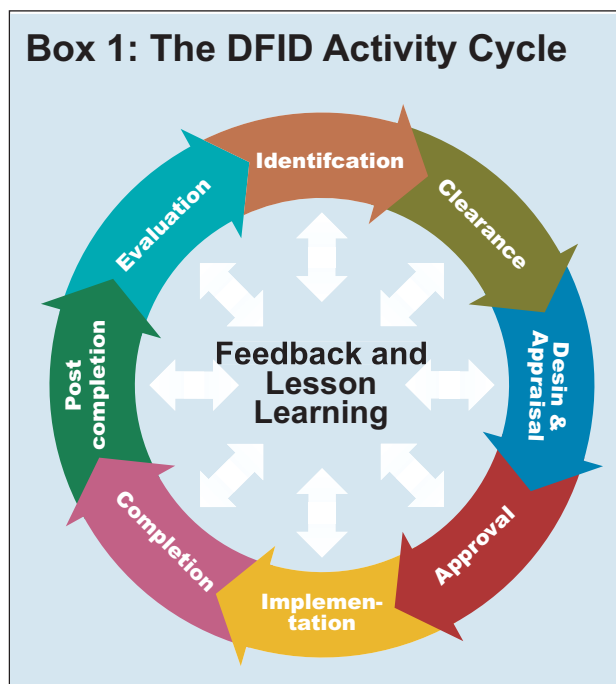 Box 1: The DFID Activity Cycle
Identifcation
Clearance
Desin &
Appraisal
Approval
Implemen-
tation
Completion
Post
completion
Evaluation
Feedback and
Lesson
Learning